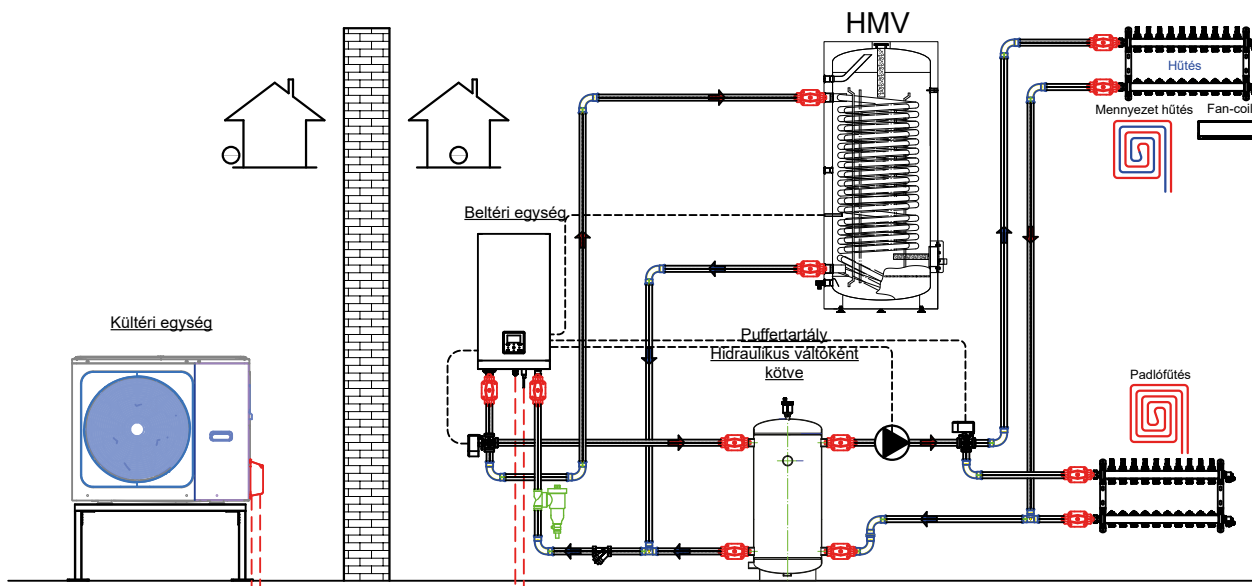 HMV
Hűtés
Mennyezet hűtés
Fan-coil
Beltéri egység
Kültéri egység
Puffertartály
Hidraulikus váltóként
kötve
Padlófűtés